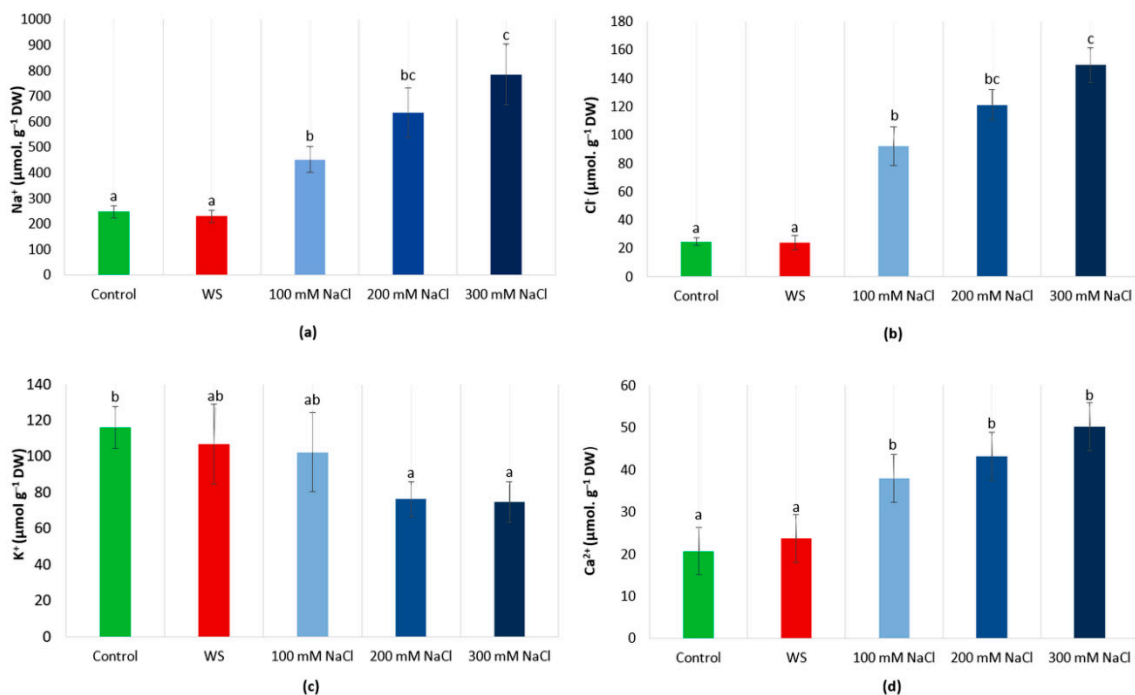 Na⁺ (µmol. g⁻¹ DW)
1000
900
800
700
600
500
400
300
200
100
0
a
a
b
bc
c
Control
WS
100 mM NaCl
200 mM NaCl
300 mM NaCl
(a)
Cl⁻ (µmol. g⁻¹ DW)
180
160
140
120
100
80
60
40
20
0
a
a
b
bc
c
Control
WS
100 mM NaCl
200 mM NaCl
300 mM NaCl
(b)
K⁺ (µmol g⁻¹ DW)
140
120
100
80
60
40
20
0
b
ab
ab
a
a
Control
WS
100 mM NaCl
200 mM NaCl
300 mM NaCl
(c)
Ca²⁺ (µmol. g⁻¹ DW)
60
50
40
30
20
10
0
a
a
b
b
b
Control
WS
100 mM NaCl
200 mM NaCl
300 mM NaCl
(d)